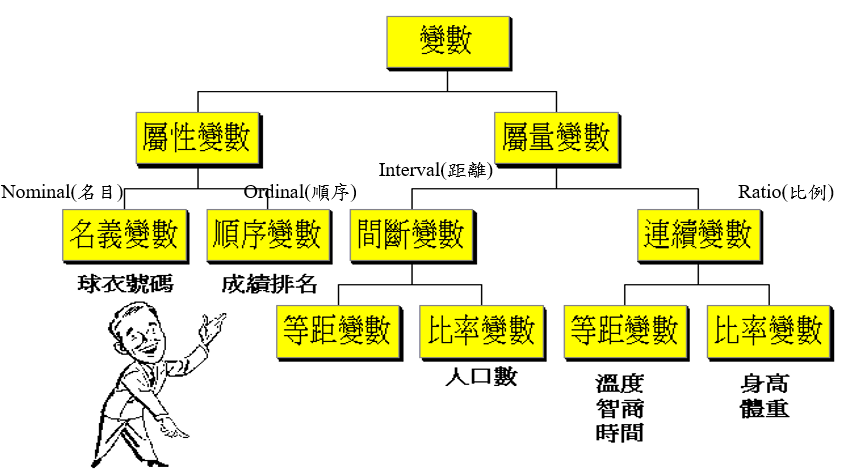 變數
屬性變數
屬量變數
Interval(距離)
Nominal(名目)
Ordinal(順序)
Ratio(比例)
名義變數
順序變數
間斷變數
連續變數
球衣號碼
成績排名
等距變數
比率變數
等距變數
比率變數
人口數
溫度
智商
時間
身高
體重